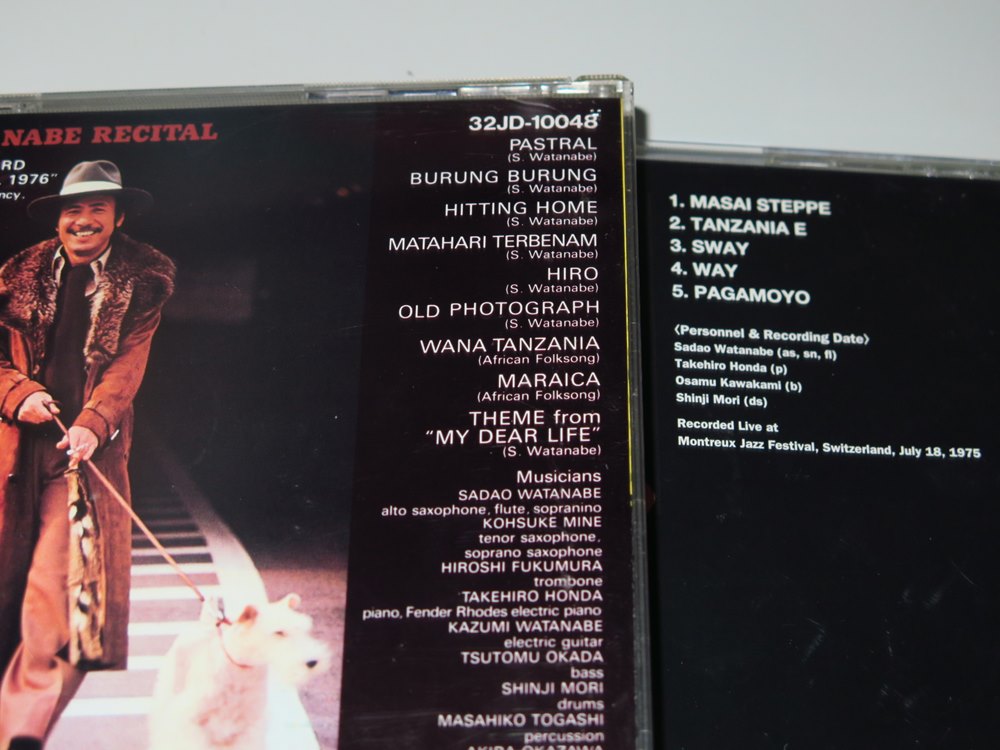 NABE RECITAL
RD
1976"
ncy.
32JD-10048
PASTRAL
(S. Watanabe)
BURUNG BURUNG
(S. Watanabe)
HITTING HOME
(S. Watanabe)
MATAHARI TERBENAM
(S. Watanabe)
HIRO
(S. Watanabe)
OLD PHOTOGRAPH
(S. Watanabe)
WANA TANZANIA
(African Folksong)
MARAICA
(African Folksong)
THEME from
"MY DEAR LIFE"
(S. Watanabe)
Musicians
SADAO WATANABE
alto saxophone, flute, sopranino
KOHSUKE MINE
tenor saxophone,
soprano saxophone
HIROSHI FUKUMURA
trombone
TAKEHIRO HONDA
piano, Fender Rhodes electric piano
KAZUMI WATANABE
electric guitar
TSUTOMU OKADA
bass
SHINJI MORI
drums
MASAHIKO TOGASHI
percussion
AKIRA OKAZAWA
1. MASAI STEPPE
2. TANZANIA E
3. SWAY
4. WAY
5. PAGAMOYO
〈Personnel & Recording Date〉
Sadao Watanabe (as, sn, fl)
Takehiro Honda (p)
Osamu Kawakami (b)
Shinji Mori (ds)
Recorded Live at
Montreux Jazz Festival, Switzerland, July 18, 1975